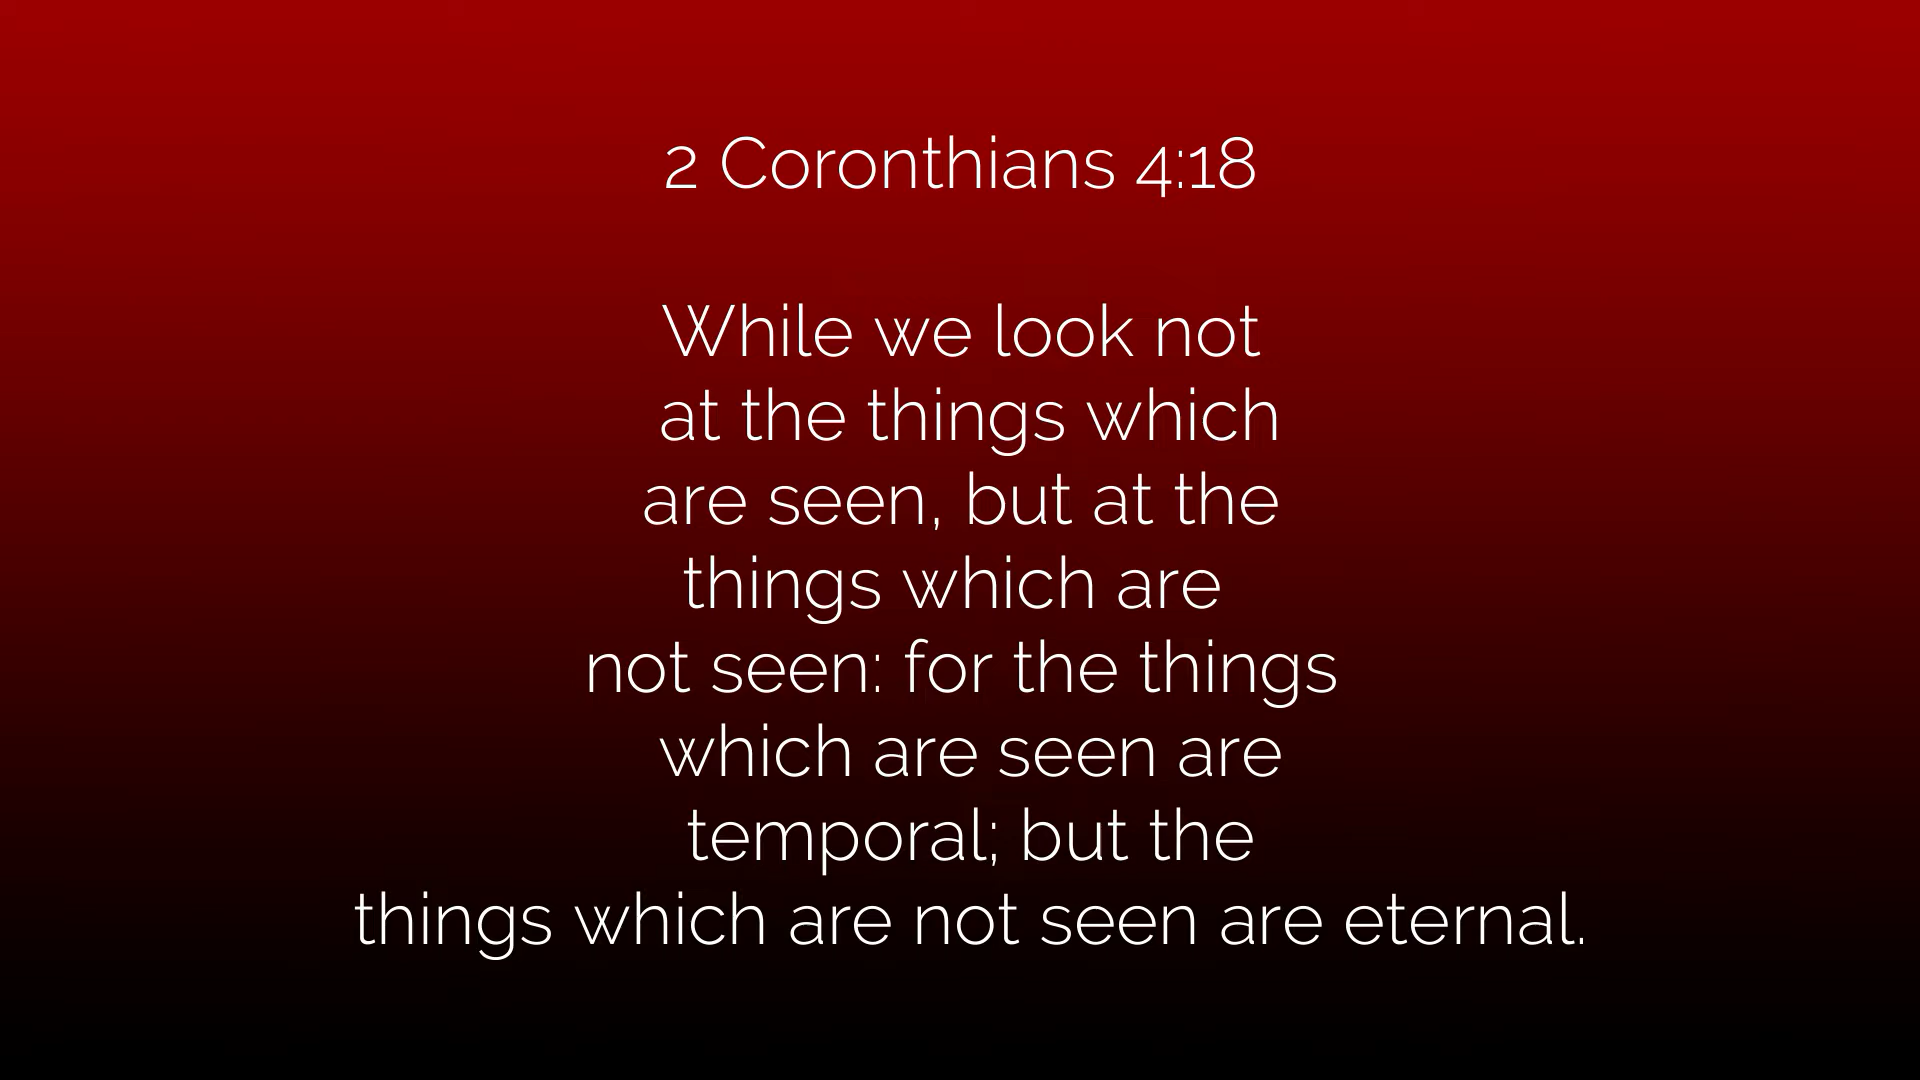 2 Coronthians 4:18
While we look not
at the things which
are seen, but at the
things which are
not seen: for the things
which are seen are
temporal; but the
things which are not seen are eternal.